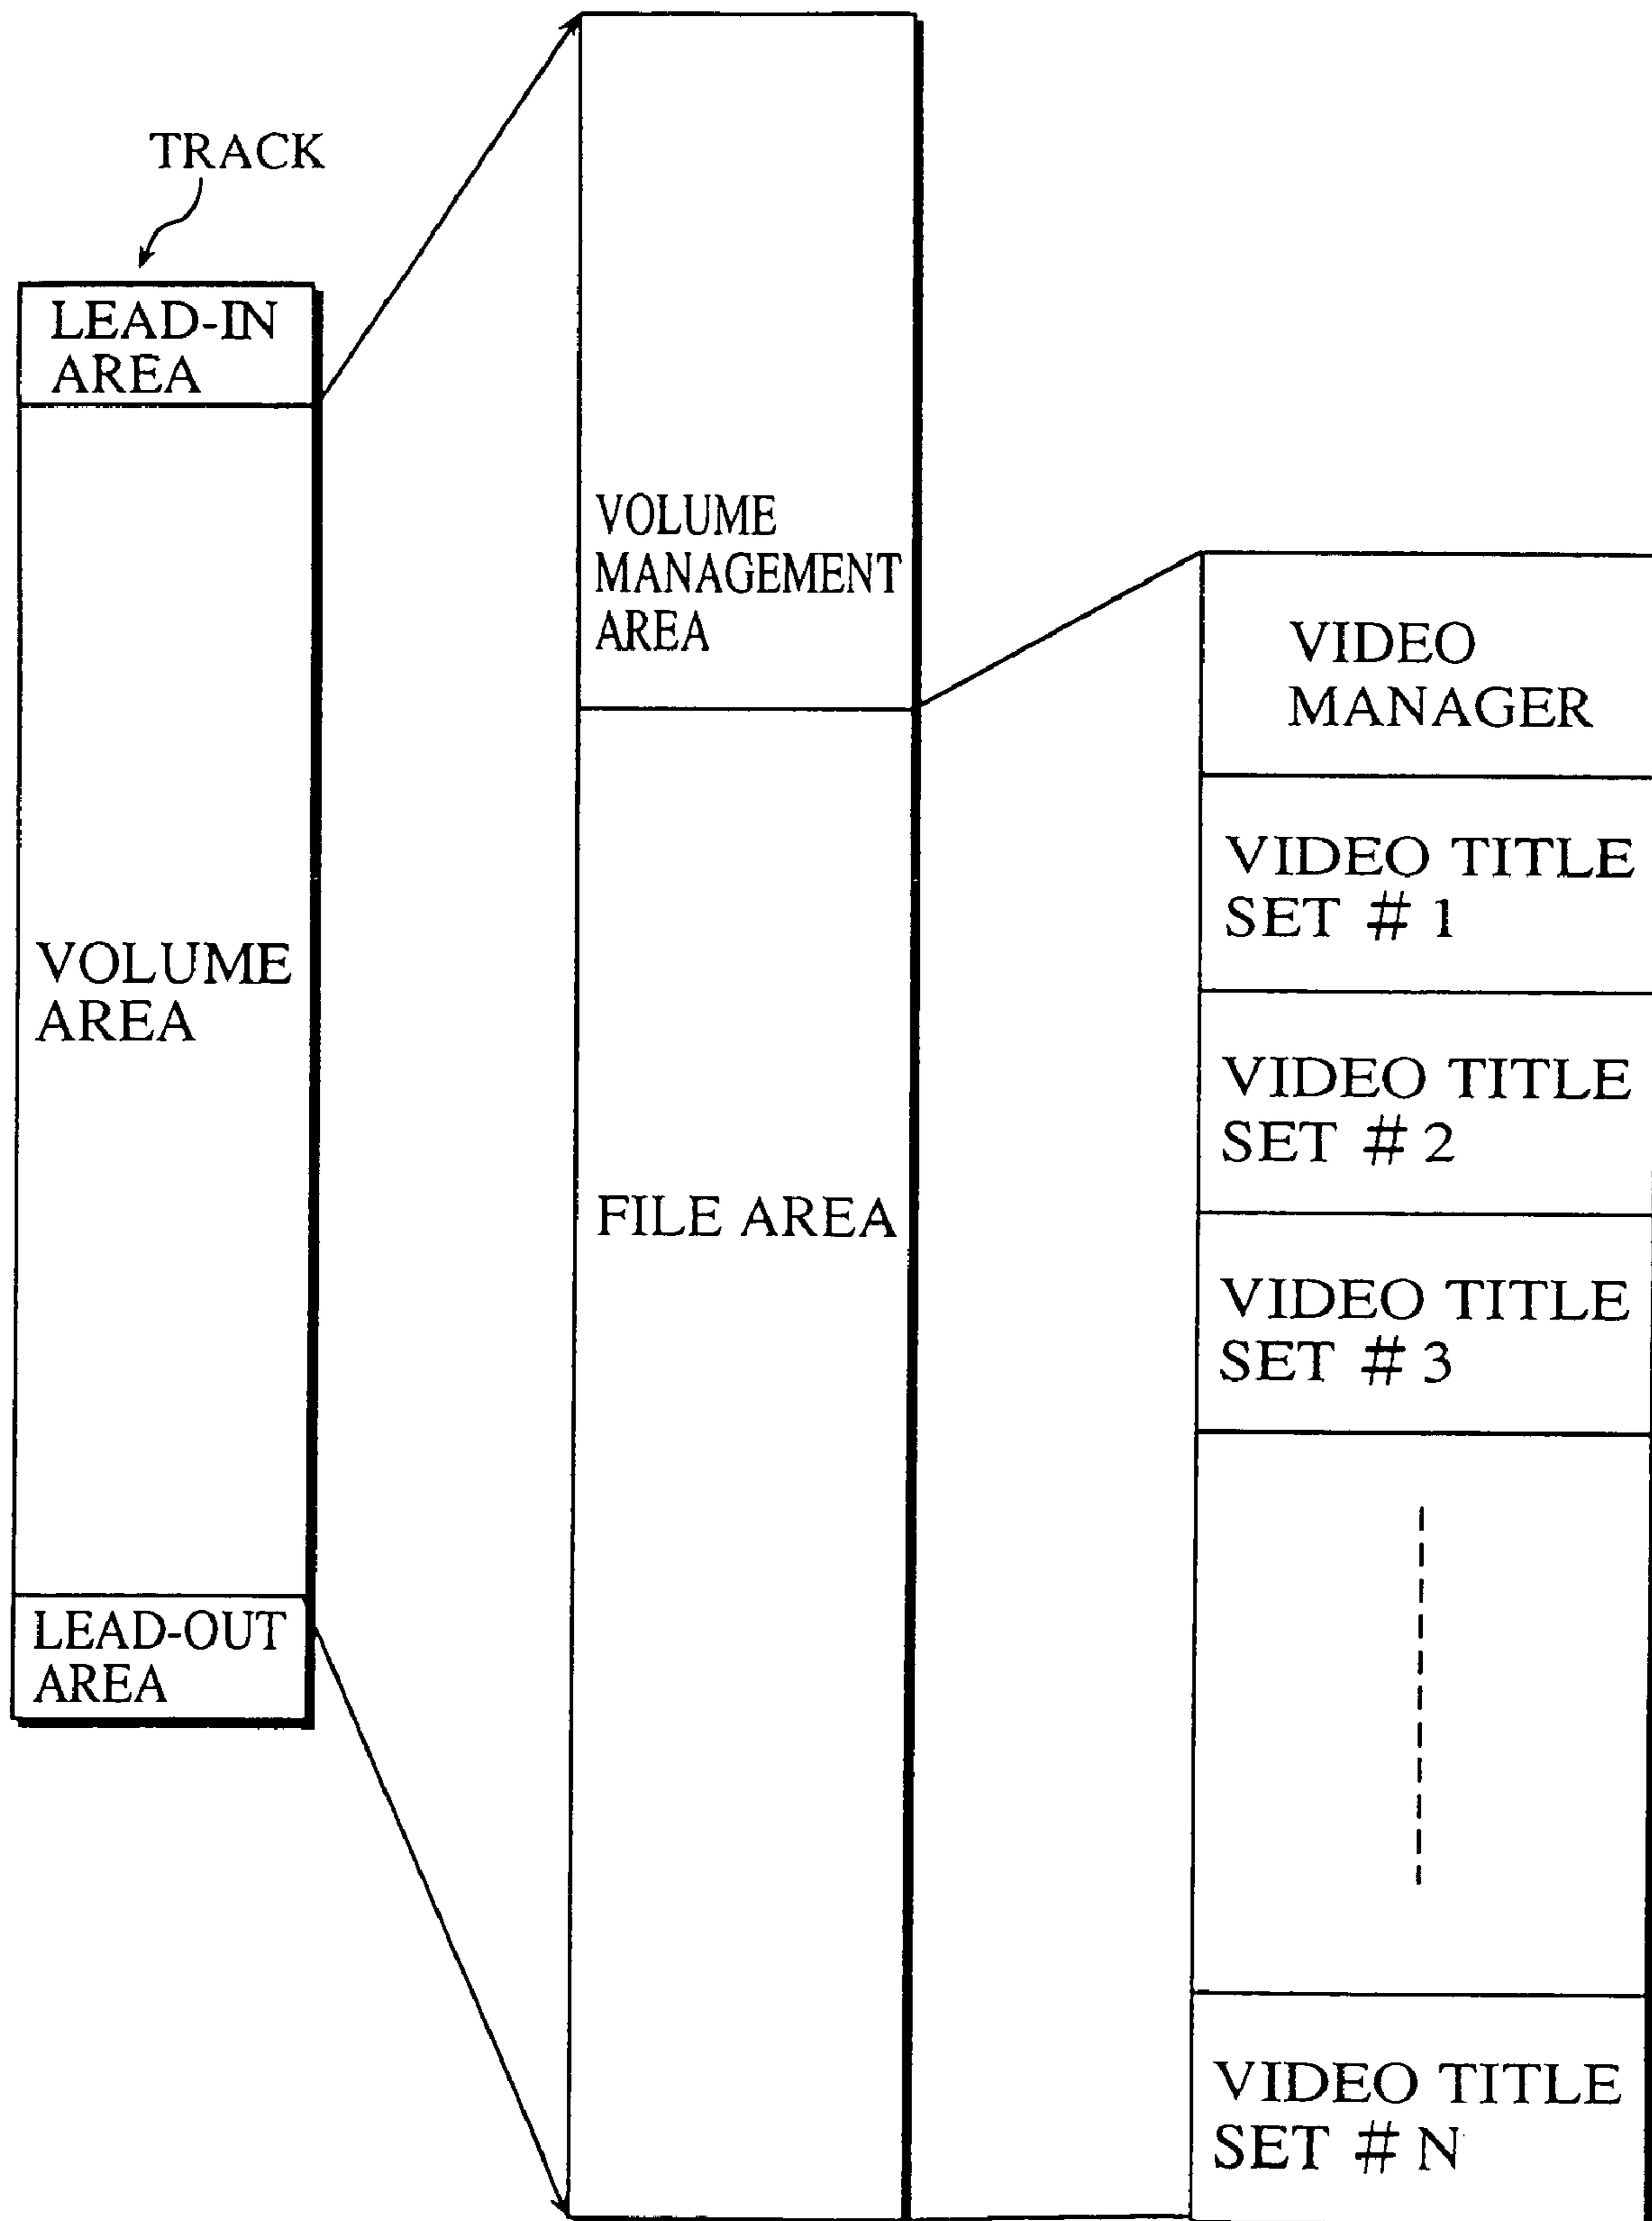 TRACK
LEAD-IN
AREA
VOLUME
AREA
LEAD-OUT
AREA
VOLUME
MANAGEMENT
AREA
FILE AREA
VIDEO
MANAGER
VIDEO TITLE
SET # 1
VIDEO TITLE
SET # 2
VIDEO TITLE
SET # 3
VIDEO TITLE
SET # N